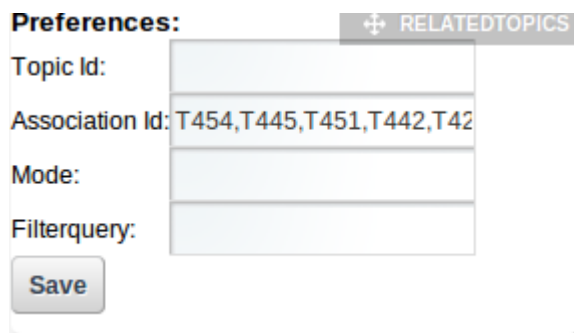 Preferences:
RELATEDTOPICS
Topic Id:
Association Id: T454,T445,T451,T442,T42
Mode:
Filterquery:
Save